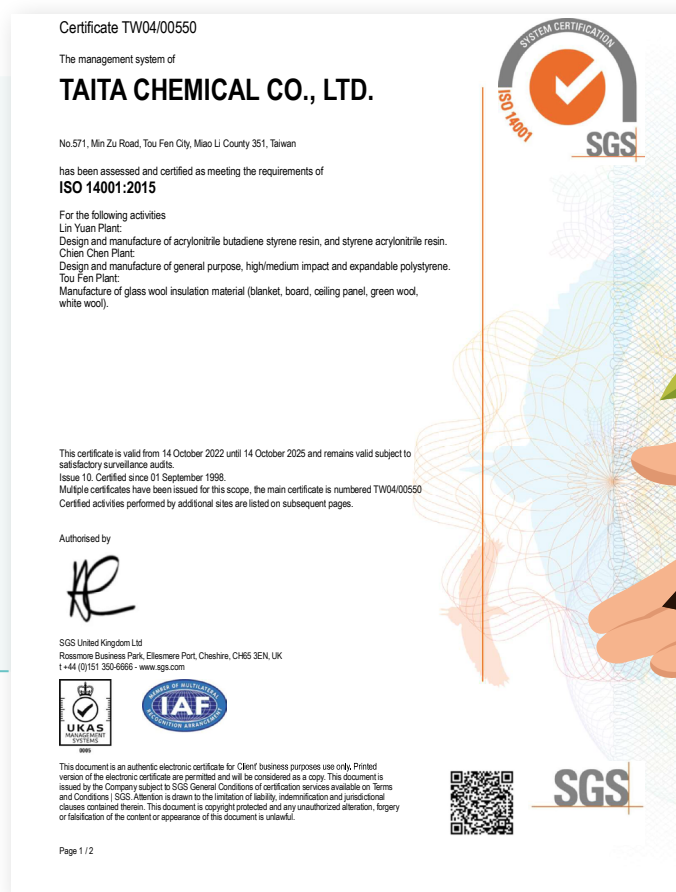 Certificate TW04/00550
The management system of
TAITA CHEMICAL CO., LTD.
No.571, Min Zu Road, Tou Fen City, Miao Li County 351, Taiwan
has been assessed and certified as meeting the requirements of
ISO 14001:2015
For the following activities
Lin Yuan Plant:
Design and manufacture of acrylonitrile butadiene styrene resin, and styrene acrylonitrile resin.
Chien Chen Plant:
Design and manufacture of general purpose, high/medium impact and expandable polystyrene.
Tou Fen Plant:
Manufacture of glass wool insulation material (blanket, board, ceiling panel, green wool,
white wool).
This certificate is valid from 14 October 2022 until 14 October 2025 and remains valid subject to
satisfactory surveillance audits.
Issue 10. Certified since 01 September 1998.
Multiple certificates have been issued for this scope, the main certificate is numbered TW04/00550
Certified activities performed by additional sites are listed on subsequent pages.
Authorised by
SGS United Kingdom Ltd
Rossmore Business Park, Ellesmere Port, Cheshire, CH65 3EN, UK
t +44 (0)151 350-6666 - www.sgs.com
UKAS
MANAGEMENT
SYSTEMS
0005
MEMBER OF MULTILATERAL
IAF
RECOGNITION ARRANGEMENT
This document is an authentic electronic certificate for Client' business purposes use only. Printed
version of the electronic certificate are permitted and will be considered as a copy. This document is
issued by the Company subject to SGS General Conditions of certification services available on Terms
and Conditions | SGS. Attention is drawn to the limitation of liability, indemnification and jurisdictional
clauses contained therein. This document is copyright protected and any unauthorized alteration, forgery
or falsification of the content or appearance of this document is unlawful.
Page 1 / 2
SYSTEM CERTIFICATION
ISO 14001
SGS
SGS